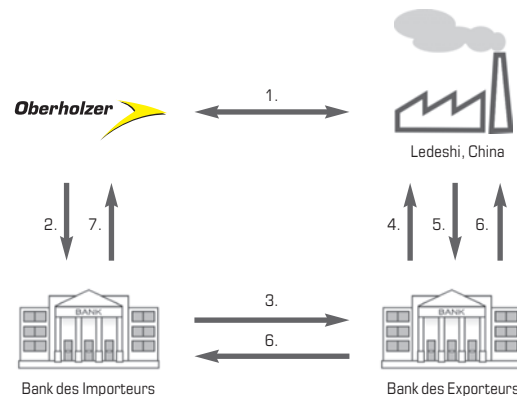 1.
Oberholzer
Ledeshi, China
2. 7. 4. 5. 6.
3.
BANK BANK
6.
Bank des Importeurs Bank des Exporteurs